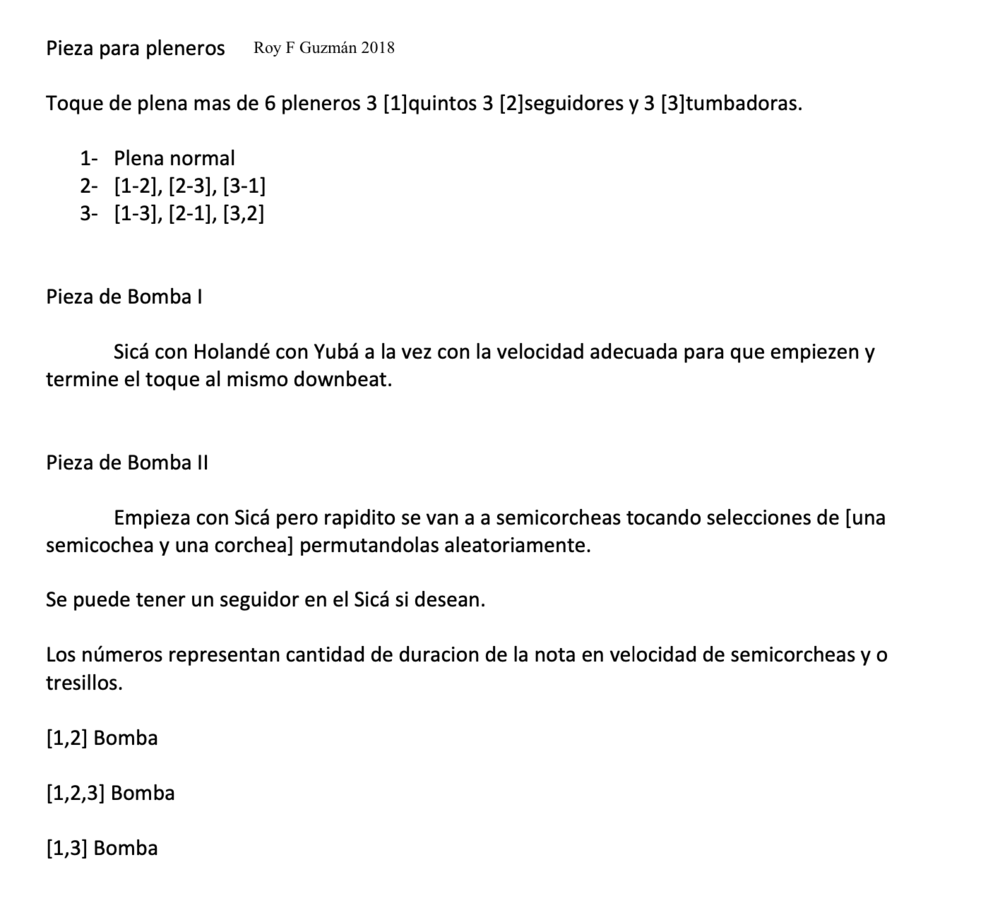 Pieza para pleneros Roy F Guzmán 2018
Toque de plena mas de 6 pleneros 3 [1]quintos 3 [2]seguidores y 3 [3]tumbadoras.
1- Plena normal
2- [1-2], [2-3], [3-1]
3- [1-3], [2-1], [3,2]
Pieza de Bomba I
Sicá con Holandé con Yubá a la vez con la velocidad adecuada para que empiezen y
termine el toque al mismo downbeat.
Pieza de Bomba II
Empieza con Sicá pero rapidito se van a a semicorcheas tocando selecciones de [una
semicochea y una corchea] permutandolas aleatoriamente.
Se puede tener un seguidor en el Sicá si desean.
Los números representan cantidad de duracion de la nota en velocidad de semicorcheas y o
tresillos.
[1,2] Bomba
[1,2,3] Bomba
[1,3] Bomba